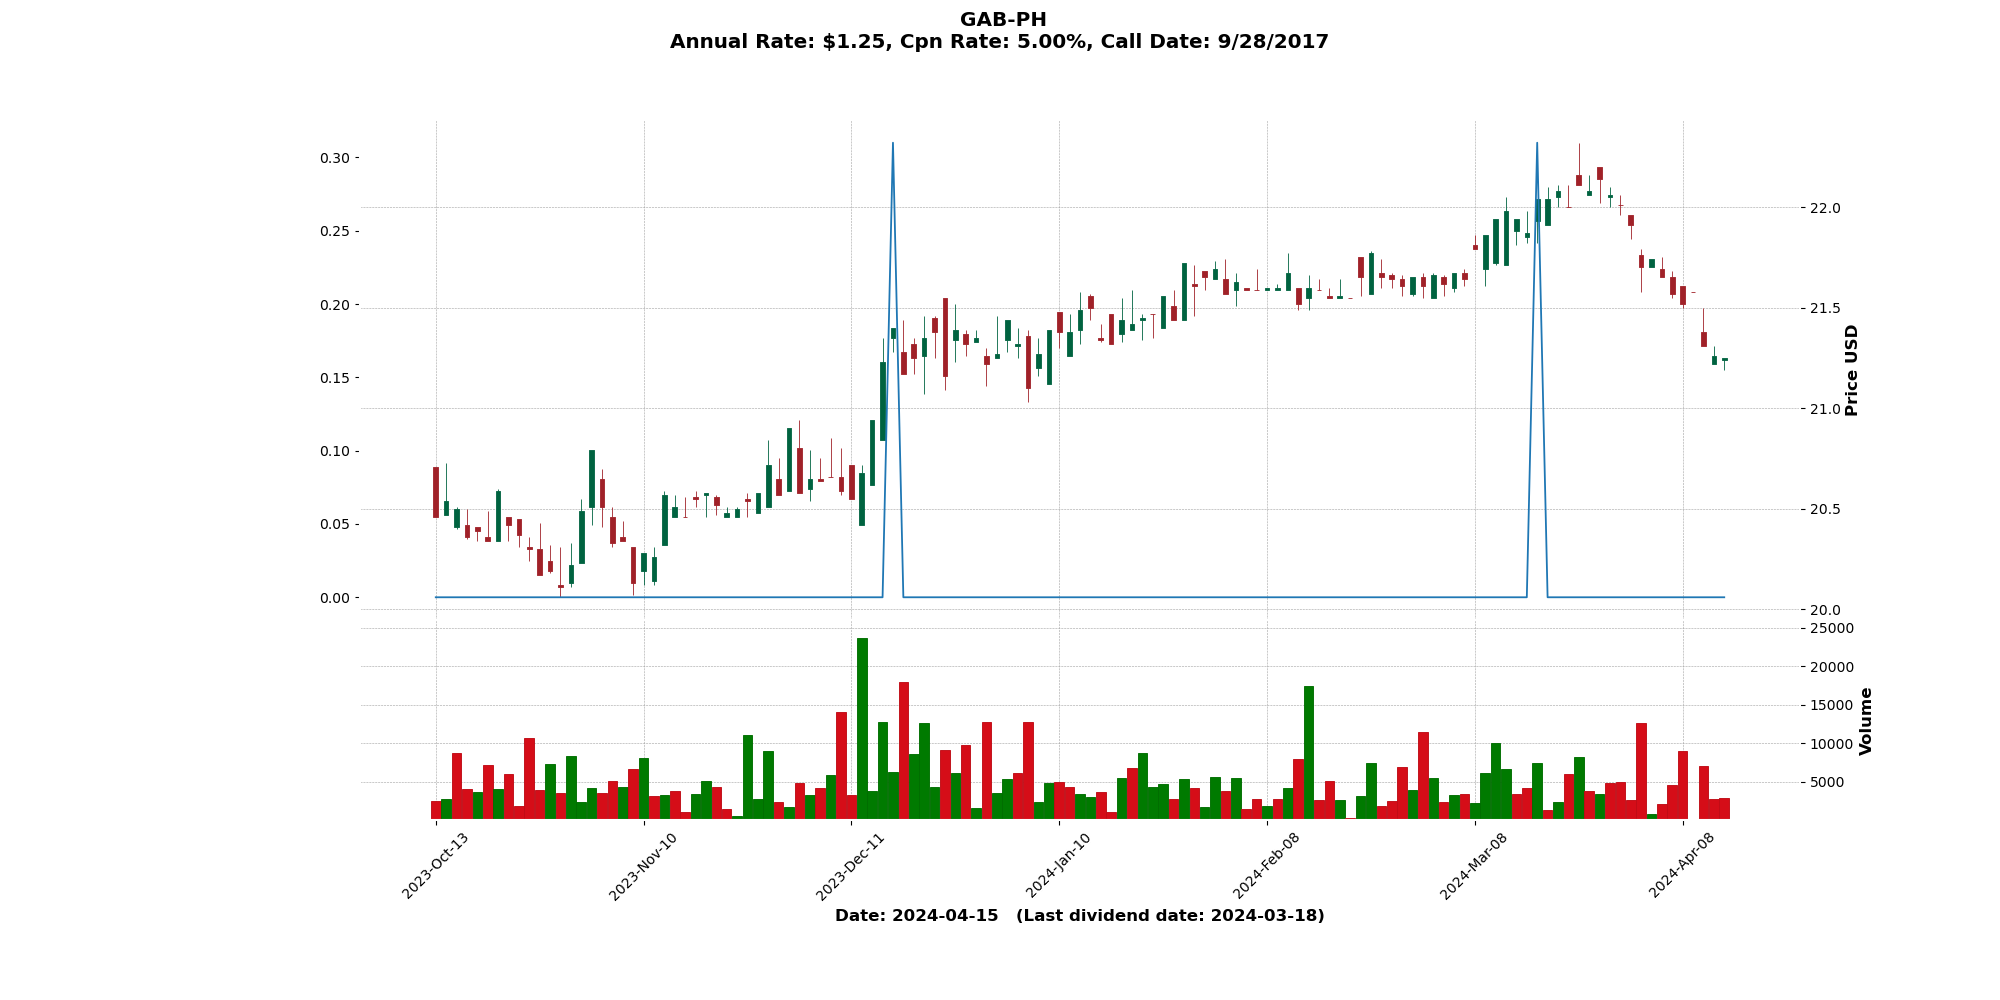 GAB-PH
Annual Rate: $1.25, Cpn Rate: 5.00%, Call Date: 9/28/2017
0.30
0.25
0.20
0.15
0.10
0.05
0.00
22.0
21.5
21.0
20.5
20.0
Price USD
25000
20000
15000
10000
5000
Volume
2023-Oct-13
2023-Nov-10
2023-Dec-11
2024-Jan-10
2024-Feb-08
2024-Mar-08
2024-Apr-08
Date: 2024-04-15 (Last dividend date: 2024-03-18)